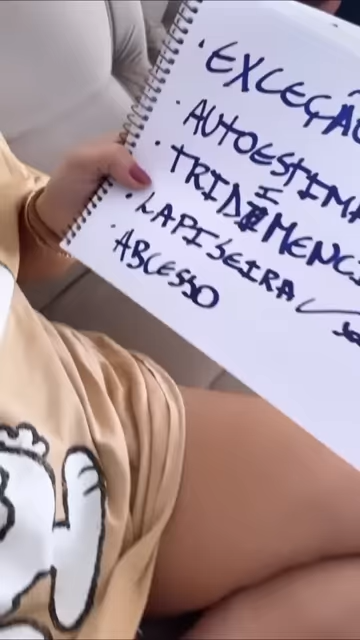 · EXCEÇÃ
· AUTOESTIMA
· TRIDIMENCI
· LAPISEIRA
· ABCESSO